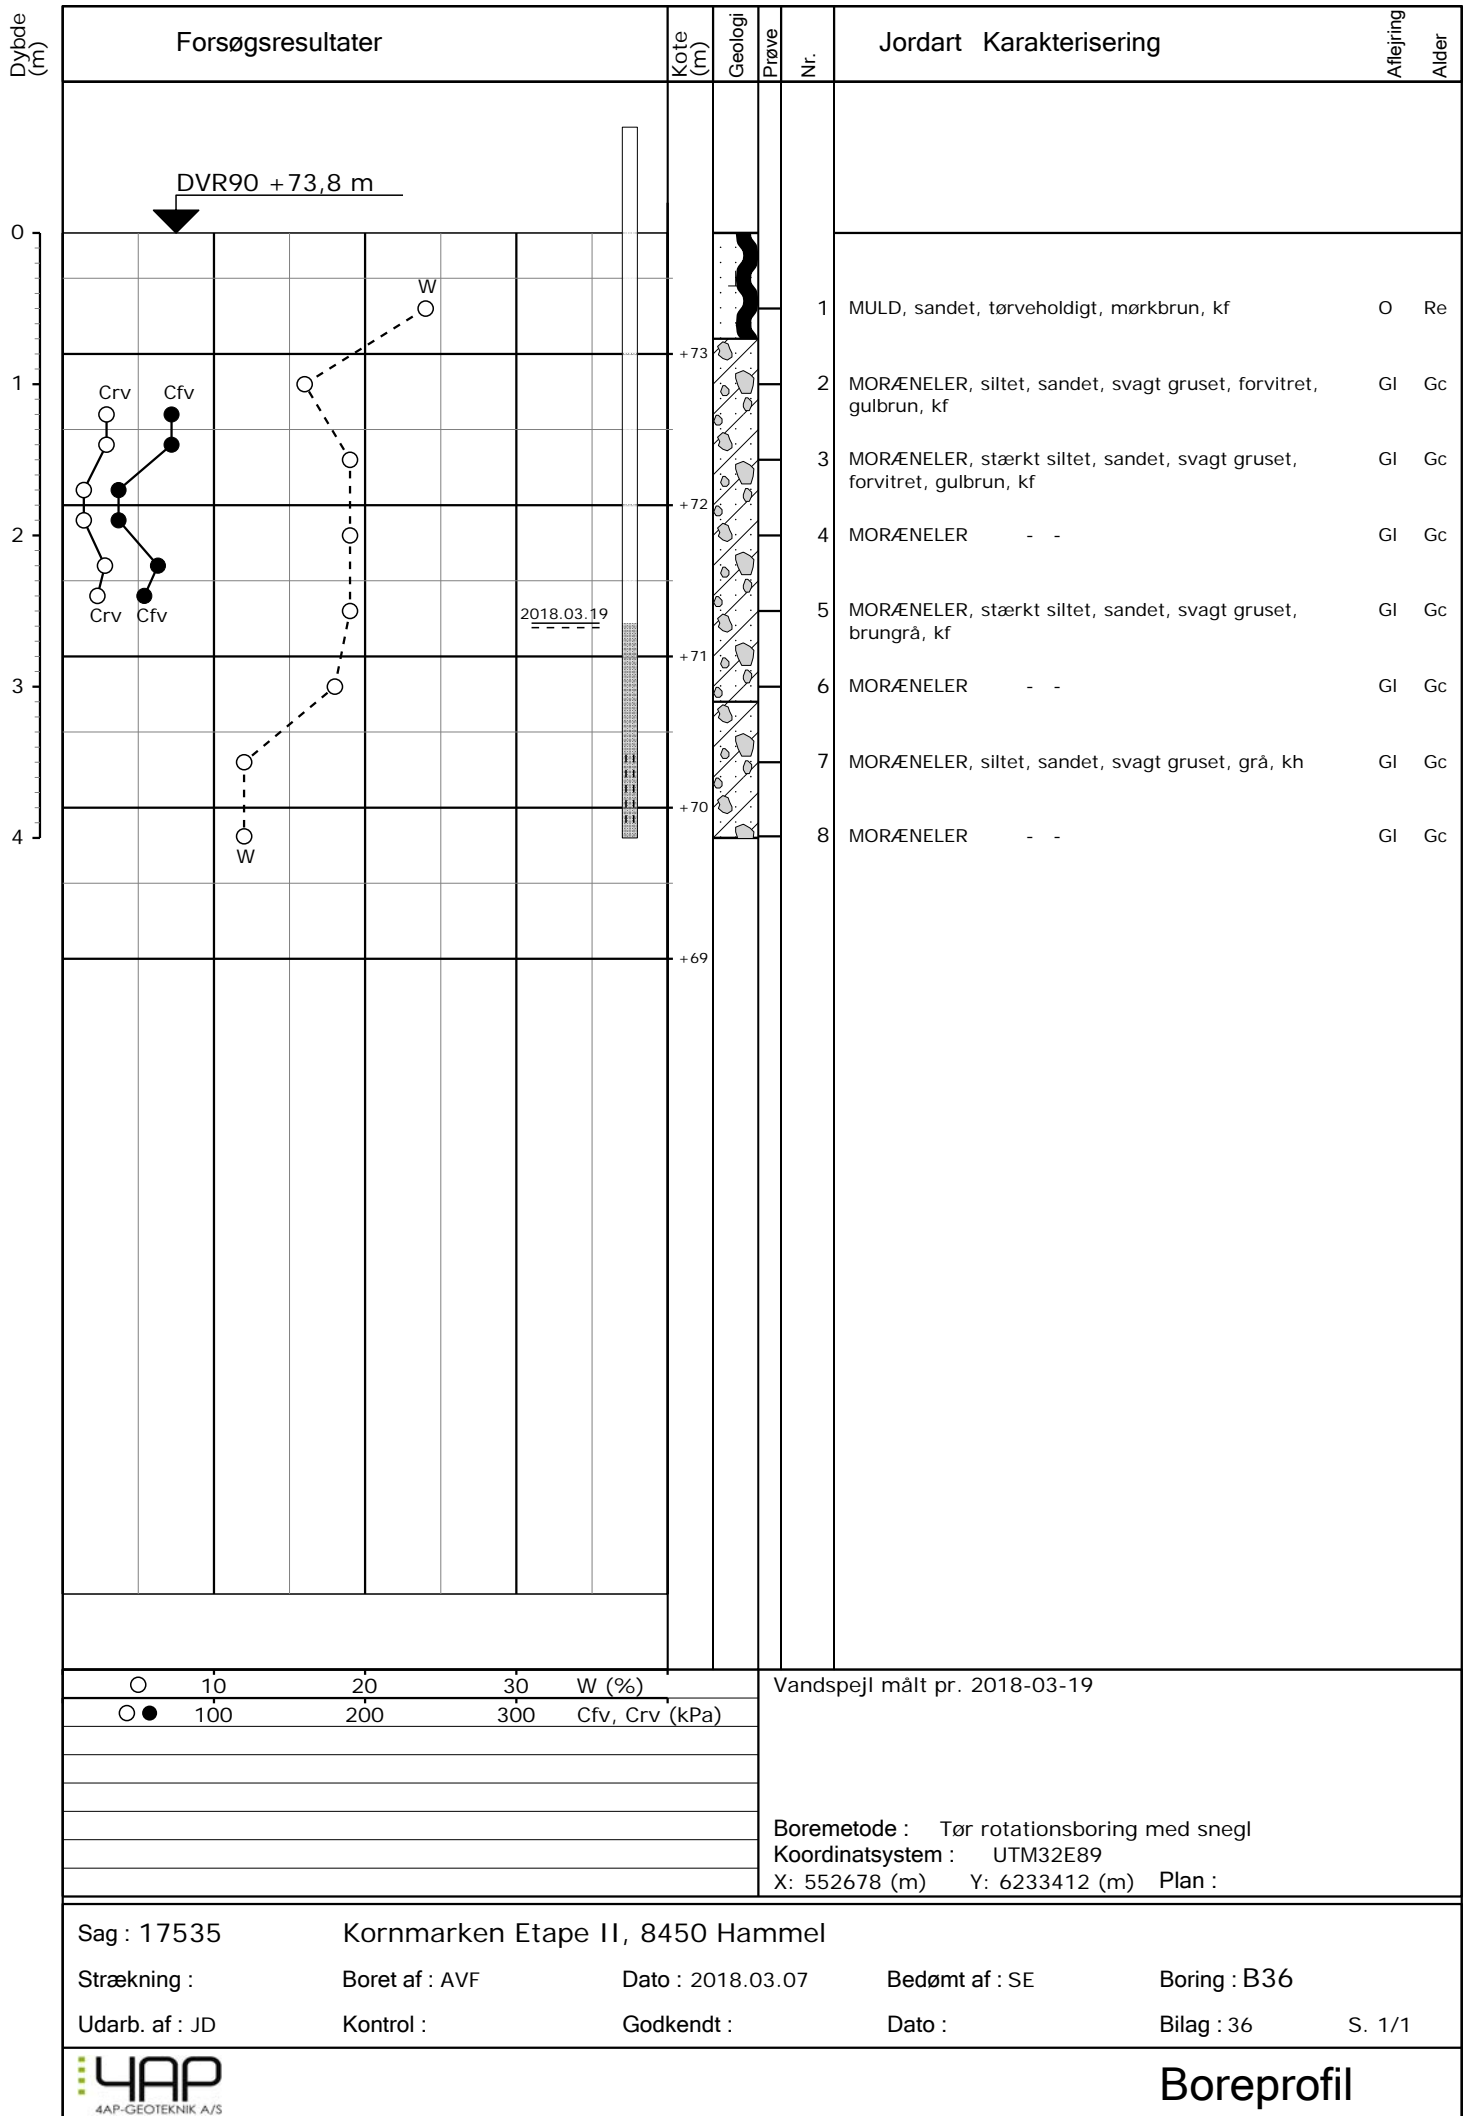 Dybde (m)
Forsøgsresultater
Kote (m)
Geologi
Prøve
Nr.
Jordart Karakterisering
Aflejring
Alder
DVR90 +73,8 m
0
W
1 MULD, sandet, tørveholdigt, mørkbrun, kf O Re
+73
1
Crv Cfv
2 MORÆNELER, siltet, sandet, svagt gruset, forvitret,
gulbrun, kf
Gl Gc
3 MORÆNELER, stærkt siltet, sandet, svagt gruset,
forvitret, gulbrun, kf
Gl Gc
+72
2
4 MORÆNELER - - Gl Gc
Crv Cfv
2018.03.19
5 MORÆNELER, stærkt siltet, sandet, svagt gruset,
brungrå, kf
Gl Gc
+71
3
6 MORÆNELER - - Gl Gc
7 MORÆNELER, siltet, sandet, svagt gruset, grå, kh Gl Gc
+70
4
W
8 MORÆNELER - - Gl Gc
+69
10 20 30 W (%)
100 200 300 Cfv, Crv (kPa)
Vandspejl målt pr. 2018-03-19
Boremetode : Tør rotationsboring med snegl
Koordinatsystem : UTM32E89
X: 552678 (m) Y: 6233412 (m) Plan :
Sag : 17535 Kornmarken Etape II, 8450 Hammel
Strækning : Boret af : AVF Dato : 2018.03.07 Bedømt af : SE Boring : B36
Udarb. af : JD Kontrol : Godkendt : Dato : Bilag : 36 S. 1/1
4AP
4AP-GEOTEKNIK A/S
Boreprofil